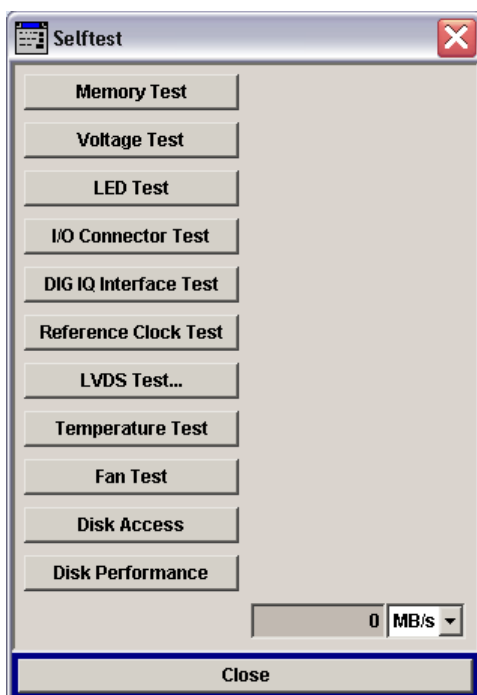 Selftest
Memory Test
Voltage Test
LED Test
I/O Connector Test
DIG IQ Interface Test
Reference Clock Test
LVDS Test...
Temperature Test
Fan Test
Disk Access
Disk Performance
0 MB/s
Close